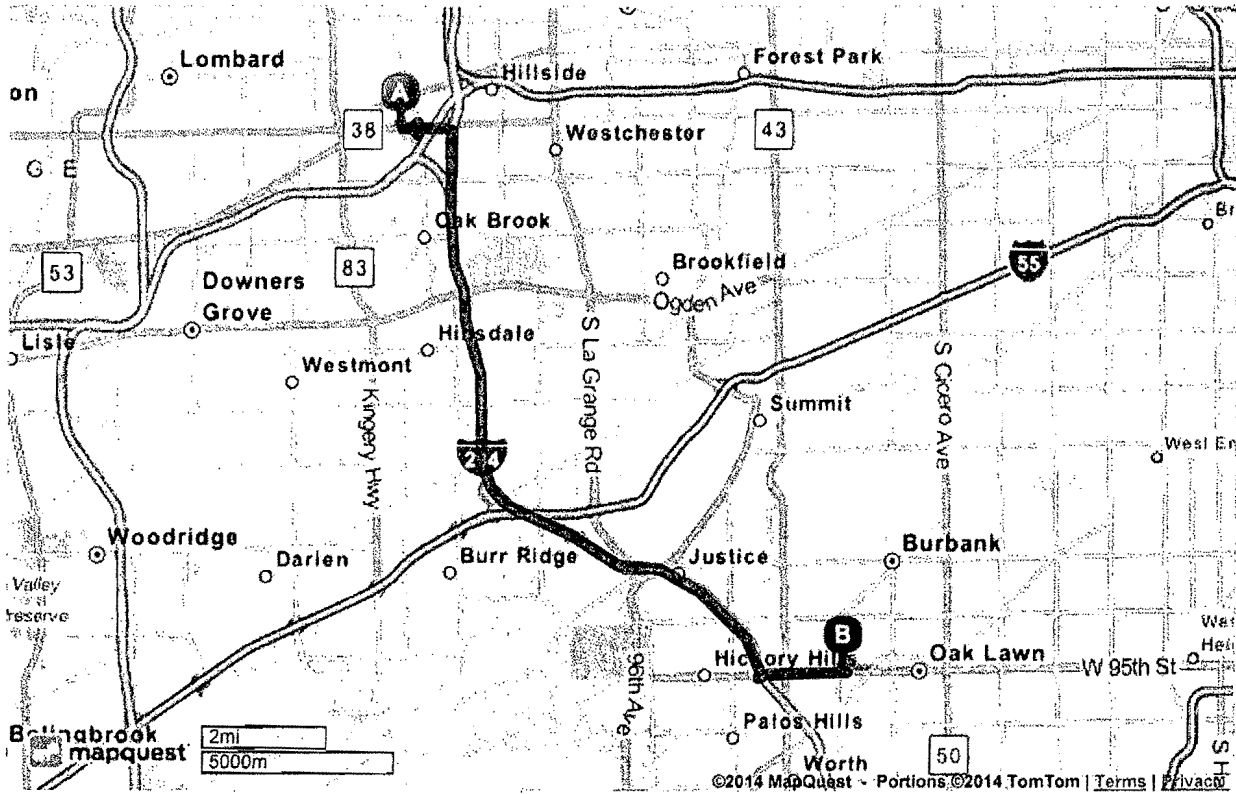 Lombard
A
Hillside
Forest Park
on
38
43
Westchester
G E
Oak Brook
53
83
Downers
Grove
Brookfield
Ogden Ave
55
Lisle
Hinsdale
Westmont
S La Grange Rd
S Cicero Ave
Kingery Hwy
Summit
294
Woodridge
Darien
Burr Ridge
Justice
Burbank
Valley
B
Hickory Hills
Oak Lawn
W 95th St
96th Ave
Palos Hills
Bolingbrook
mapquest
2mi
5000m
Worth
50
©2014 MapQuest - Portions ©2014 TomTom | Terms | Privacy